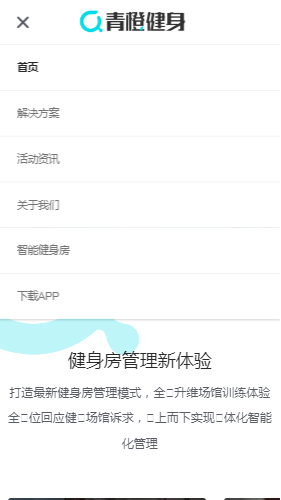 青橙健身
首页
解决方案
活动资讯
关于我们
智能健身房
下载APP
健身房管理新体验
打造最新健身房管理模式，全□升维场馆训练体验
全□位回应健□场馆诉求，□上而下实现□体化智能
化管理